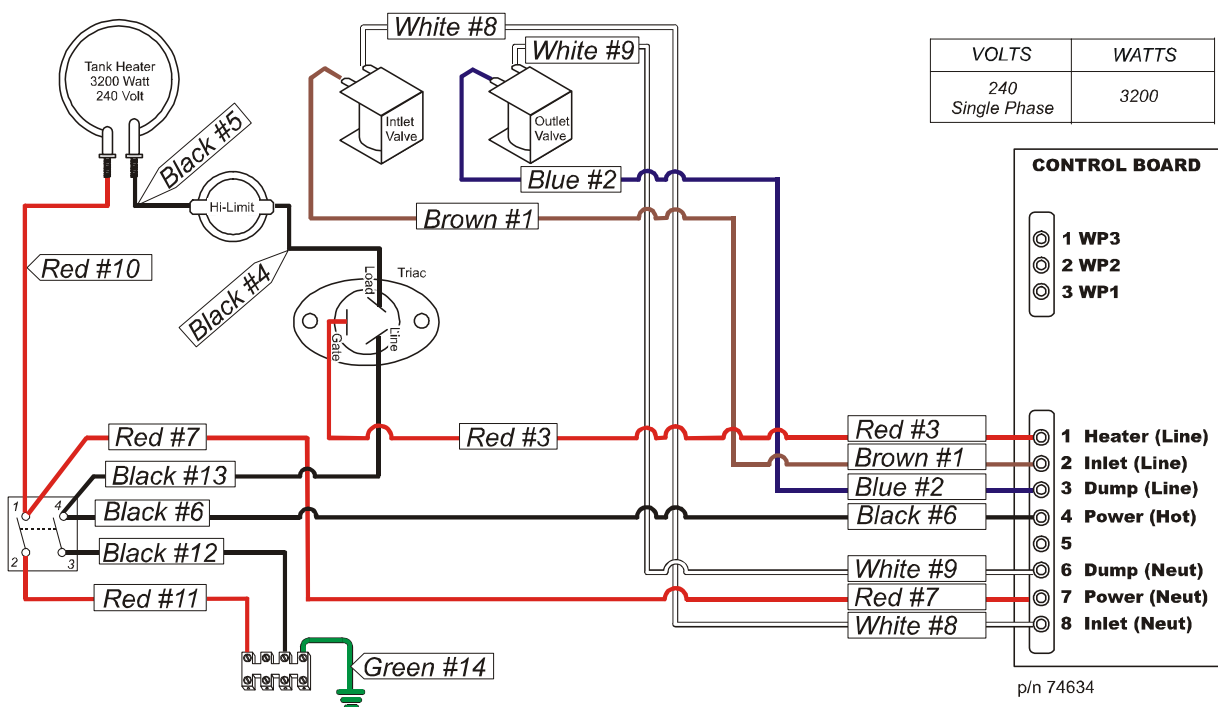 White #8
White #9
VOLTS
WATTS
240
Single Phase
3200
Tank Heater
3200 Watt
240 Volt
Intlet
Valve
Outlet
Valve
Black #5
Hi-Limit
Blue #2
Brown #1
CONTROL BOARD
1 WP3
2 WP2
3 WP1
Red #10
Black #4
Triac
Load
Line
Gate
Red #7
Red #3
Red #3
1 Heater (Line)
Black #13
Brown #1
2 Inlet (Line)
Blue #2
3 Dump (Line)
1
4
Black #6
Black #6
4 Power (Hot)
5
2
3
Black #12
White #9
6 Dump (Neut)
Red #11
Red #7
7 Power (Neut)
White #8
8 Inlet (Neut)
Green #14
p/n 74634